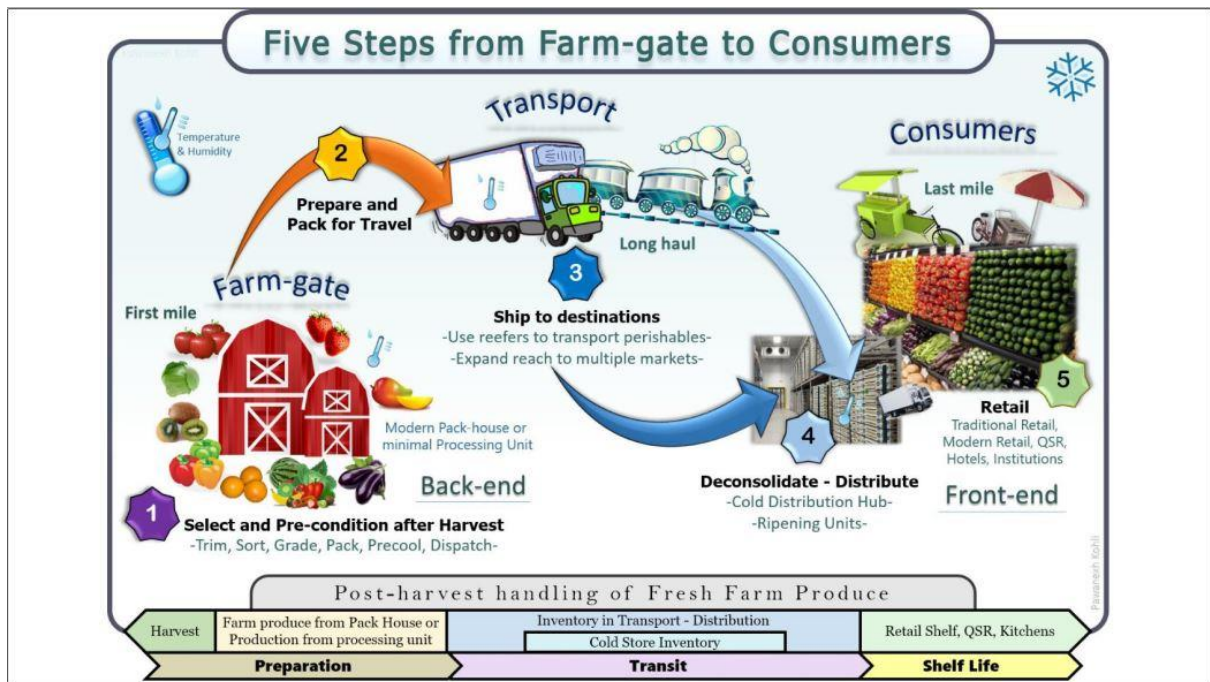 Five Steps from Farm-gate to Consumers
Temperature
& Humidity
2
Prepare and
Pack for Travel
Transport
Long haul
3
Ship to destinations
-Use reefers to transport perishables-
-Expand reach to multiple markets-
Consumers
Last mile
Farm-gate
First mile
Modern Pack-house or
minimal Processing Unit
Back-end
1
Select and Pre-condition after Harvest
-Trim, Sort, Grade, Pack, Precool, Dispatch-
4
Deconsolidate - Distribute
-Cold Distribution Hub-
-Ripening Units-
5
Retail
Traditional Retail,
Modern Retail, QSR,
Hotels, Institutions
Front-end
Pawanexh Kohli
Post-harvest handling of Fresh Farm Produce
Harvest
Farm produce from Pack House or
Production from processing unit
Inventory in Transport - Distribution
Cold Store Inventory
Retail Shelf, QSR, Kitchens
Preparation
Transit
Shelf Life